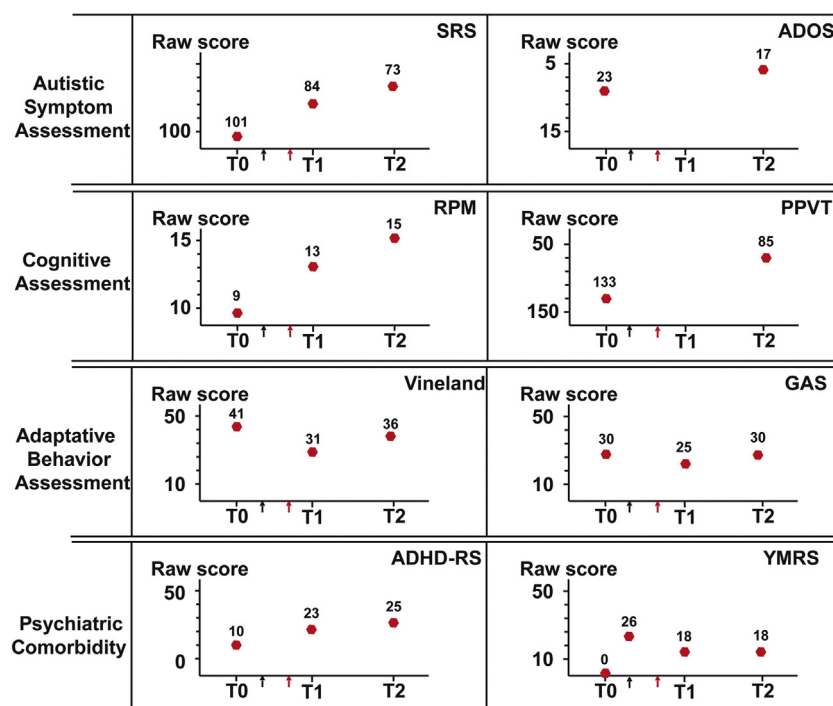 Autistic
Symptom
Assessment
SRS
Raw score
101
84
73
100
T0
T1
T2
ADOS
Raw score
5
23
17
15
T0
T1
T2
Cognitive
Assessment
RPM
Raw score
15
9
13
15
10
T0
T1
T2
PPVT
Raw score
50
133
85
150
T0
T1
T2
Adaptative
Behavior
Assessment
Vineland
Raw score
50
41
31
36
10
T0
T1
T2
GAS
Raw score
50
30
25
30
10
T0
T1
T2
Psychiatric
Comorbidity
ADHD-RS
Raw score
50
10
23
25
0
T0
T1
T2
YMRS
Raw score
50
0
26
18
18
10
T0
T1
T2